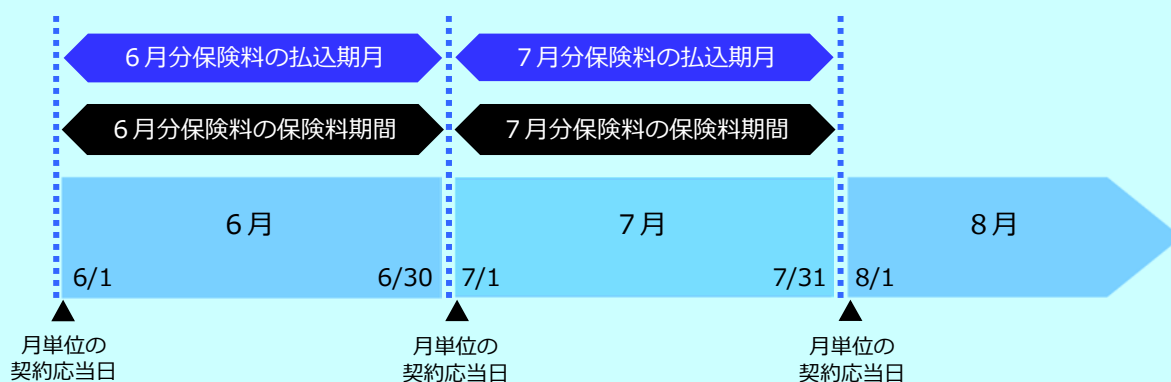 6月分保険料の払込期月
7月分保険料の払込期月
6月分保険料の保険料期間
7月分保険料の保険料期間
6月
7月
8月
6/1
6/30
7/1
7/31
8/1
▲
▲
▲
月単位の
契約応当日
月単位の
契約応当日
月単位の
契約応当日